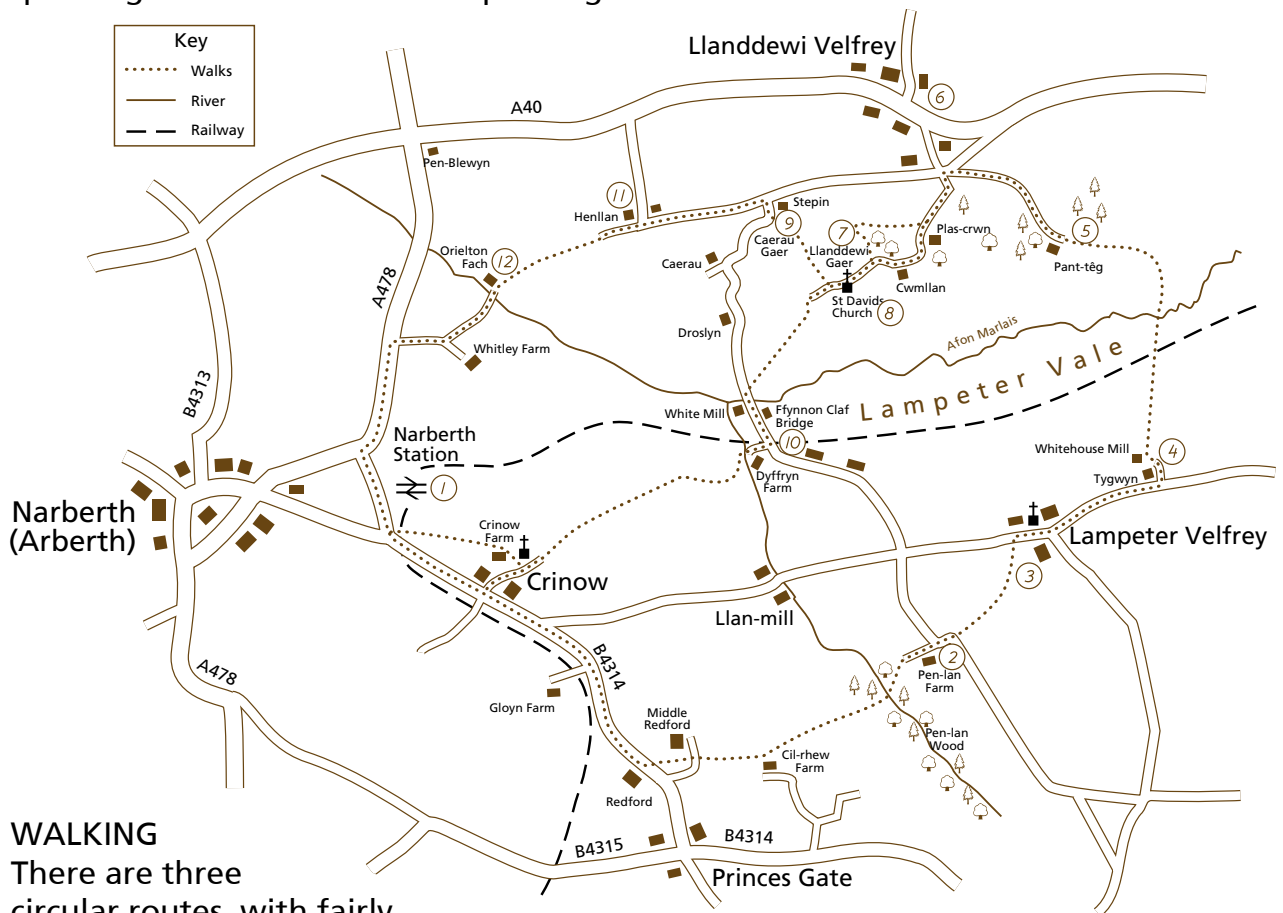 Key
Walks
River
Railway
Llanddewi Velfrey
6
A40
Pen-Blewyn
11
Henllan
Stepin
9
Caerau
Gaer
7
Llanddewi
Gaer
Plas-crwn
5
Pant-têg
Orielton
Fach
12
Caerau
Cwmllan
St Davids
Church
8
A478
Droslyn
Afon Marlais
Whitley Farm
Lampeter Vale
B4313
White Mill
Ffynnon Claf
Bridge
10
Narberth
Station
1
Whitehouse Mill
4
Tygwyn
Dyffryn
Farm
Narberth
(Arberth)
Crinow
Farm
Crinow
Lampeter Velfrey
3
Llan-mill
2
Pen-lan
Farm
A478
B4314
Gloyn Farm
Middle
Redford
Pen-lan
Wood
Cil-rhew
Farm
Redford
B4315
B4314
Princes Gate
WALKING
There are three
circular routes, with fairly